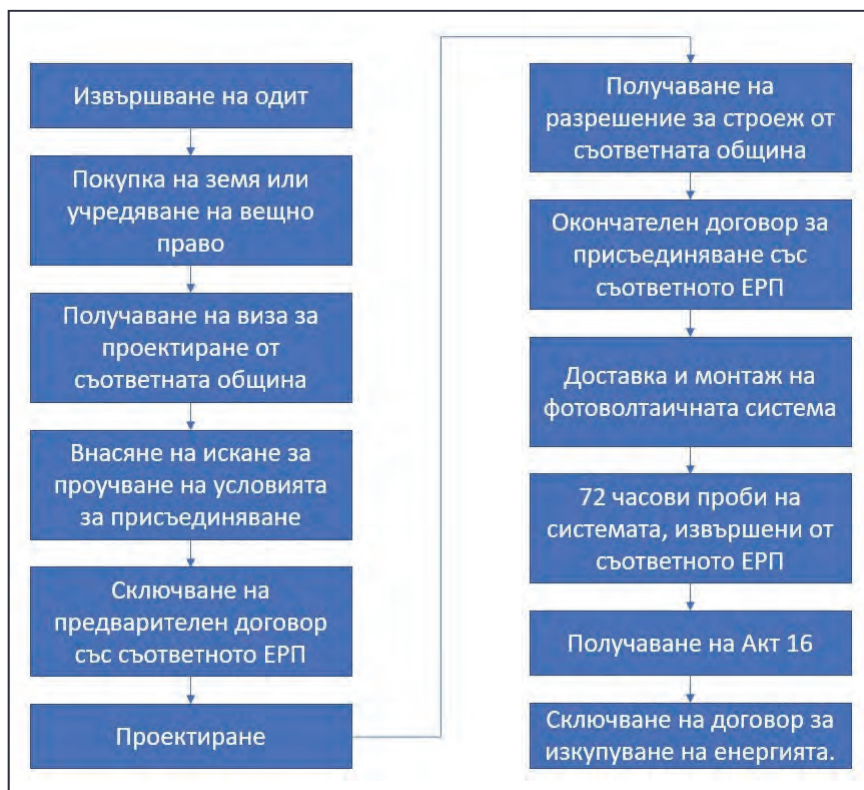 Извършване на одит
Покупка на земя или
учредяване на вещно
право
Получаване на виза за
проектиране от
съответната община
Внасяне на искане за
проучване на условията
за присъединяване
Сключване на
предварителен договор
със съответното ЕРП
Проектиране
Получаване на
разрешение за строеж от
съответната община
Окончателен договор за
присъединяване със
съответното ЕРП
Доставка и монтаж на
фотоволтаичната система
72 часови проби на
системата, извършени от
съответното ЕРП
Получаване на Акт 16
Сключване на договор за
изкупуване на енергията.